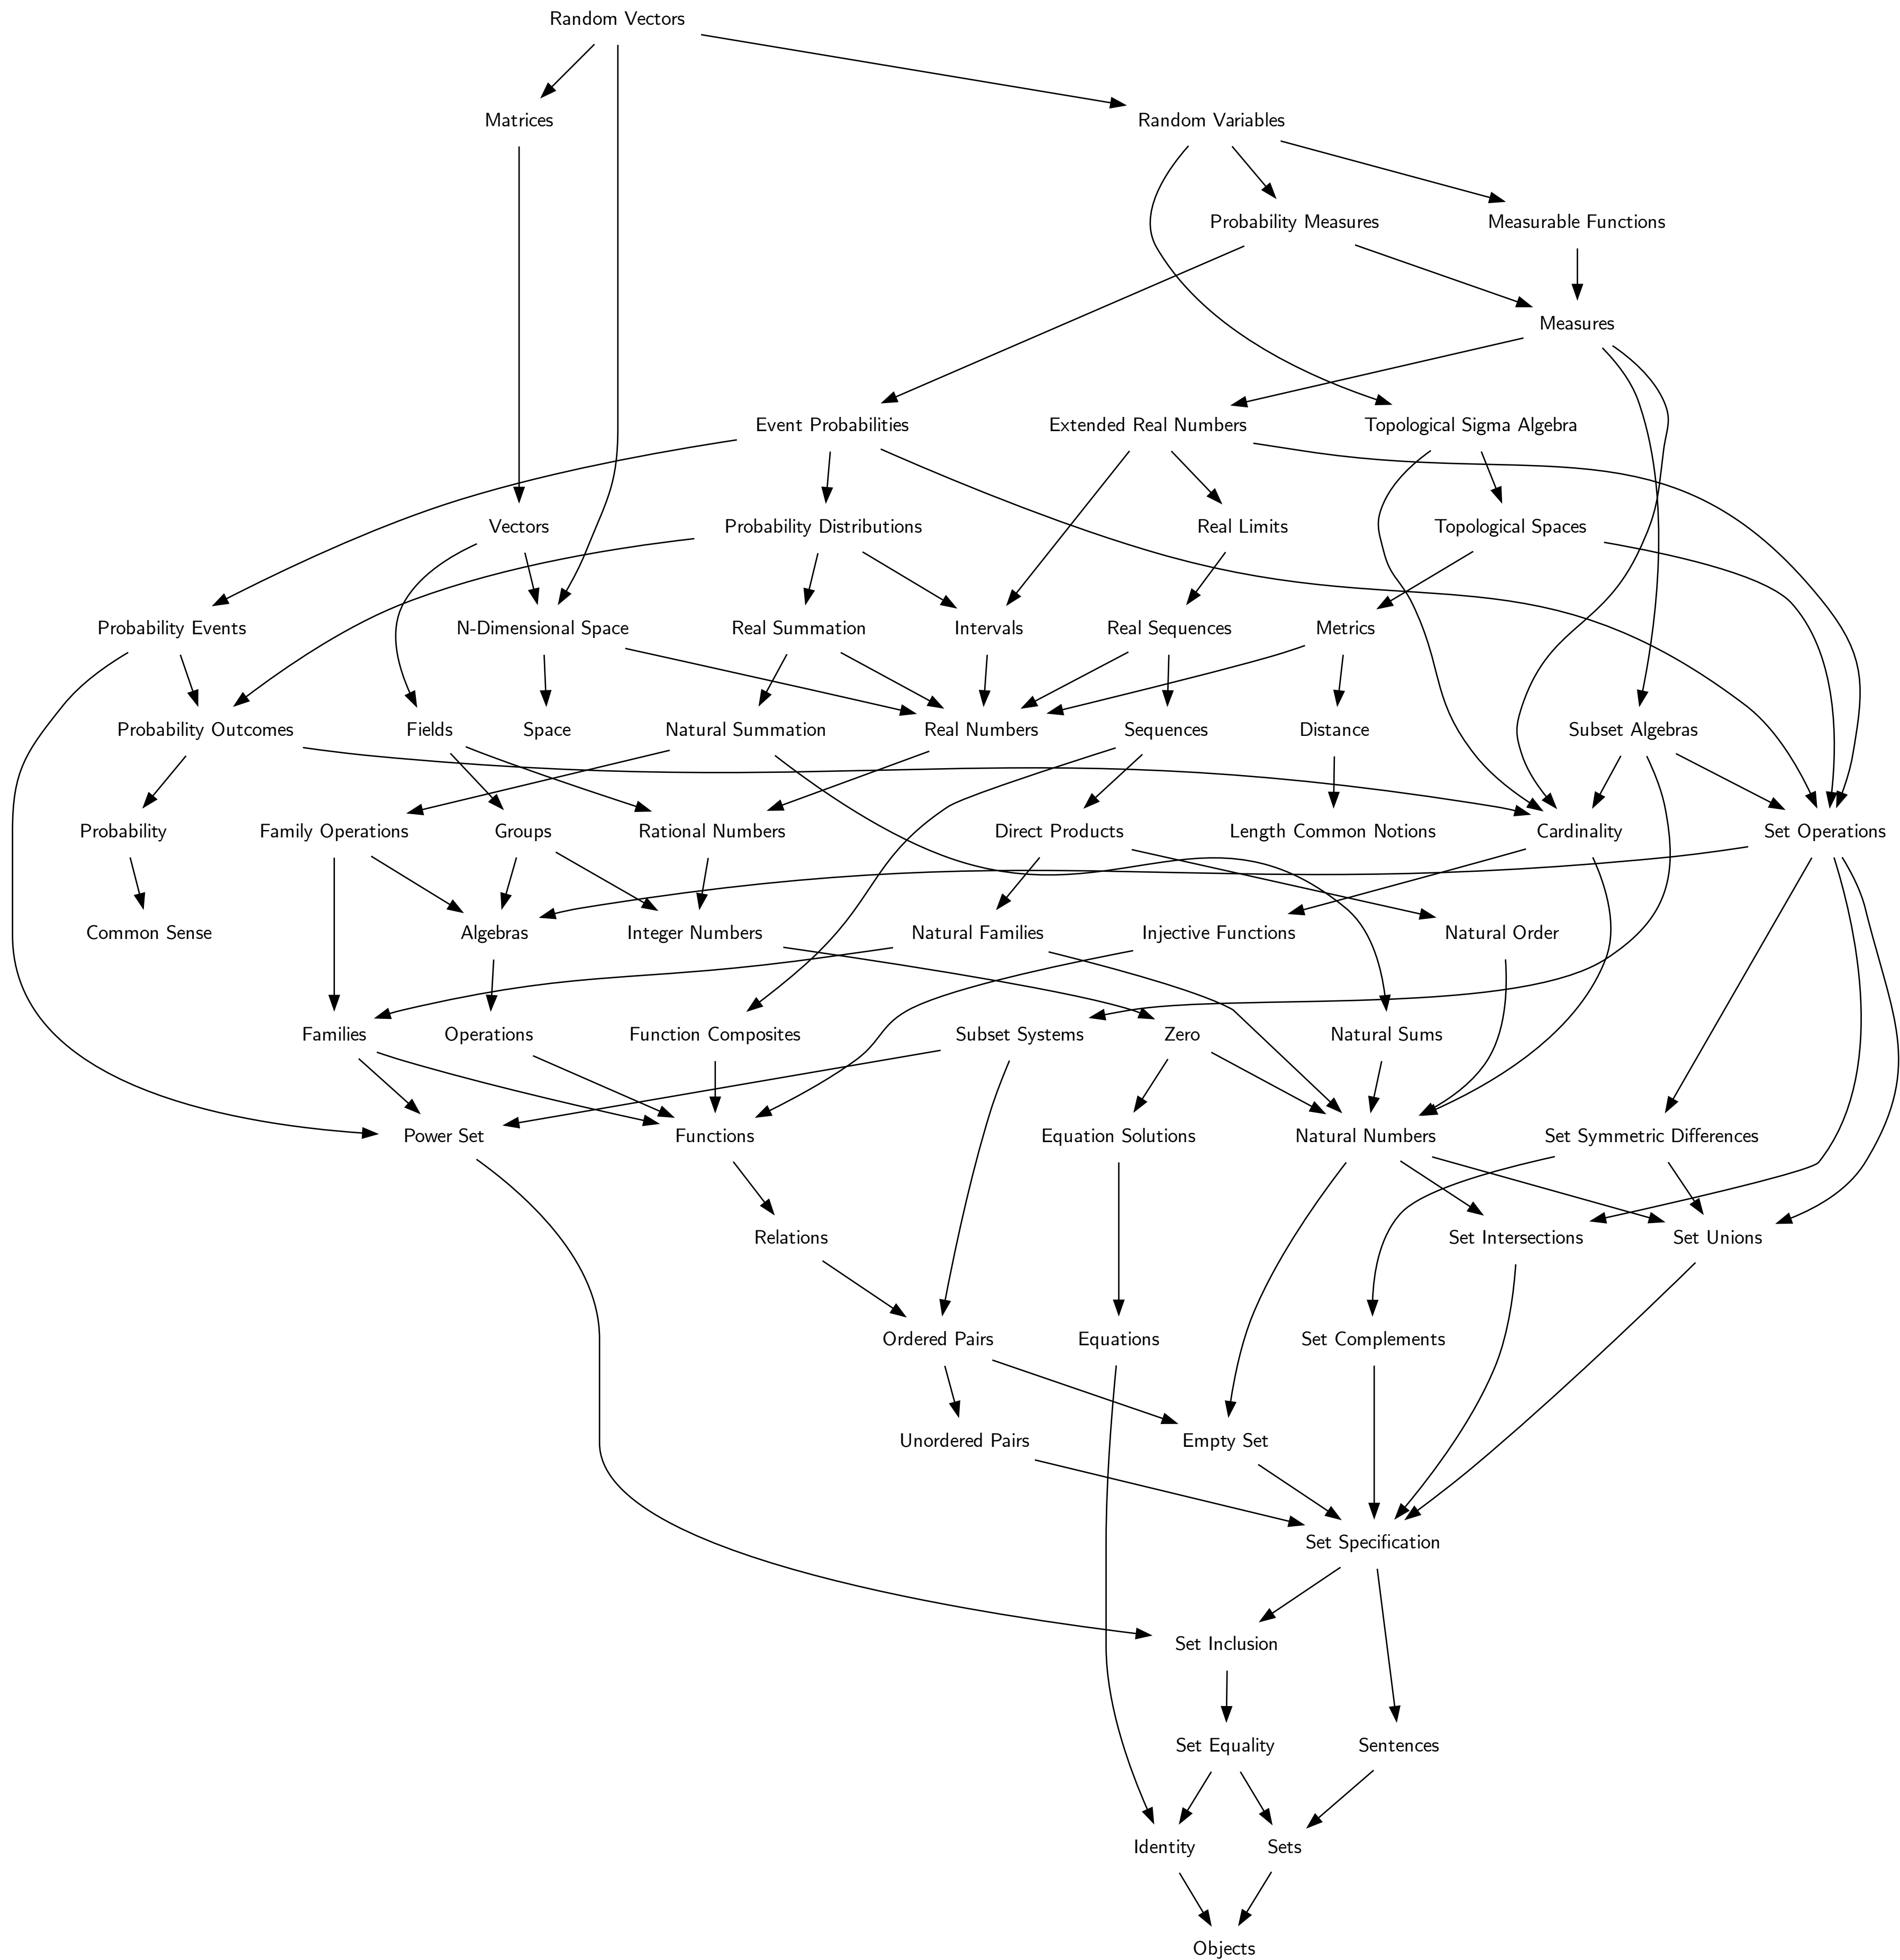 Random Vectors
Matrices
Random Variables
Probability Measures
Measurable Functions
Measures
Event Probabilities
Extended Real Numbers
Topological Sigma Algebra
Vectors
Probability Distributions
Real Limits
Topological Spaces
Probability Events
N-Dimensional Space
Real Summation
Intervals
Real Sequences
Metrics
Probability Outcomes
Fields
Space
Natural Summation
Real Numbers
Sequences
Distance
Subset Algebras
Probability
Family Operations
Groups
Rational Numbers
Direct Products
Length Common Notions
Cardinality
Set Operations
Common Sense
Algebras
Integer Numbers
Natural Families
Injective Functions
Natural Order
Families
Operations
Function Composites
Subset Systems
Zero
Natural Sums
Power Set
Functions
Equation Solutions
Natural Numbers
Set Symmetric Differences
Relations
Set Intersections
Set Unions
Ordered Pairs
Equations
Set Complements
Unordered Pairs
Empty Set
Set Specification
Set Inclusion
Set Equality
Sentences
Identity
Sets
Objects